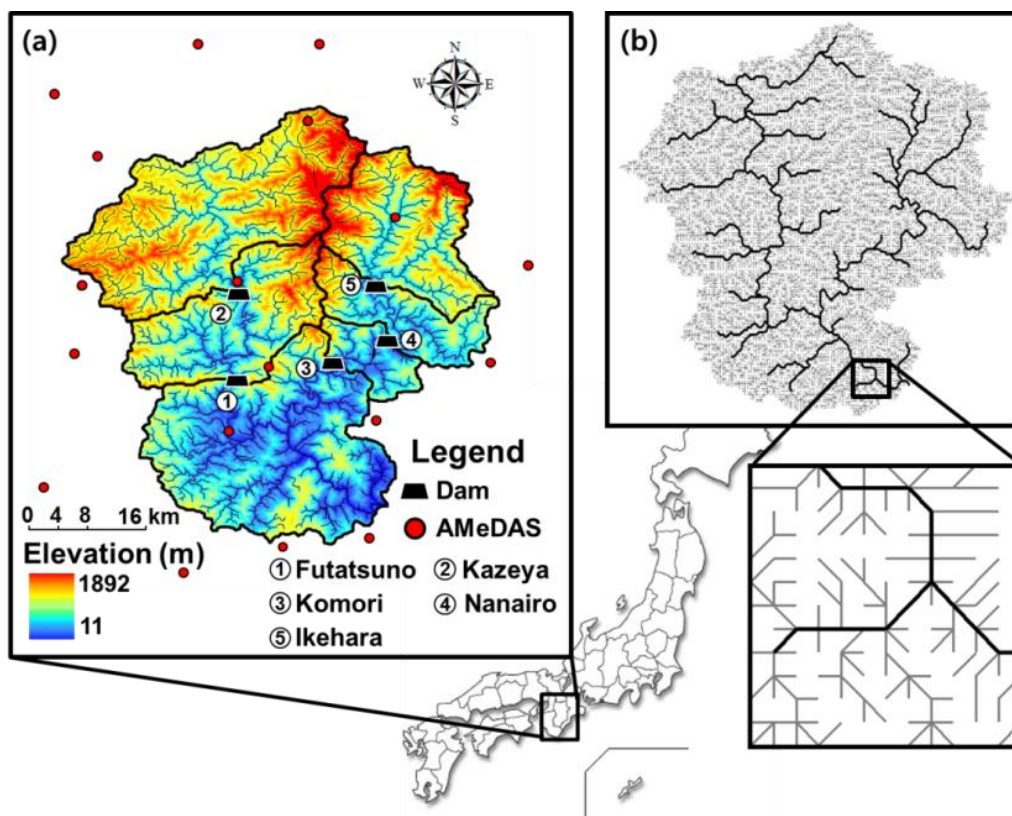 (a)
N
W E
S
5
2
4
3
1
Legend
Dam
AMeDAS
0 4 8 16 km
Elevation (m)
1892
11
① Futatsuno ② Kazeya
③ Komori ④ Nanairo
⑤ Ikehara
(b)